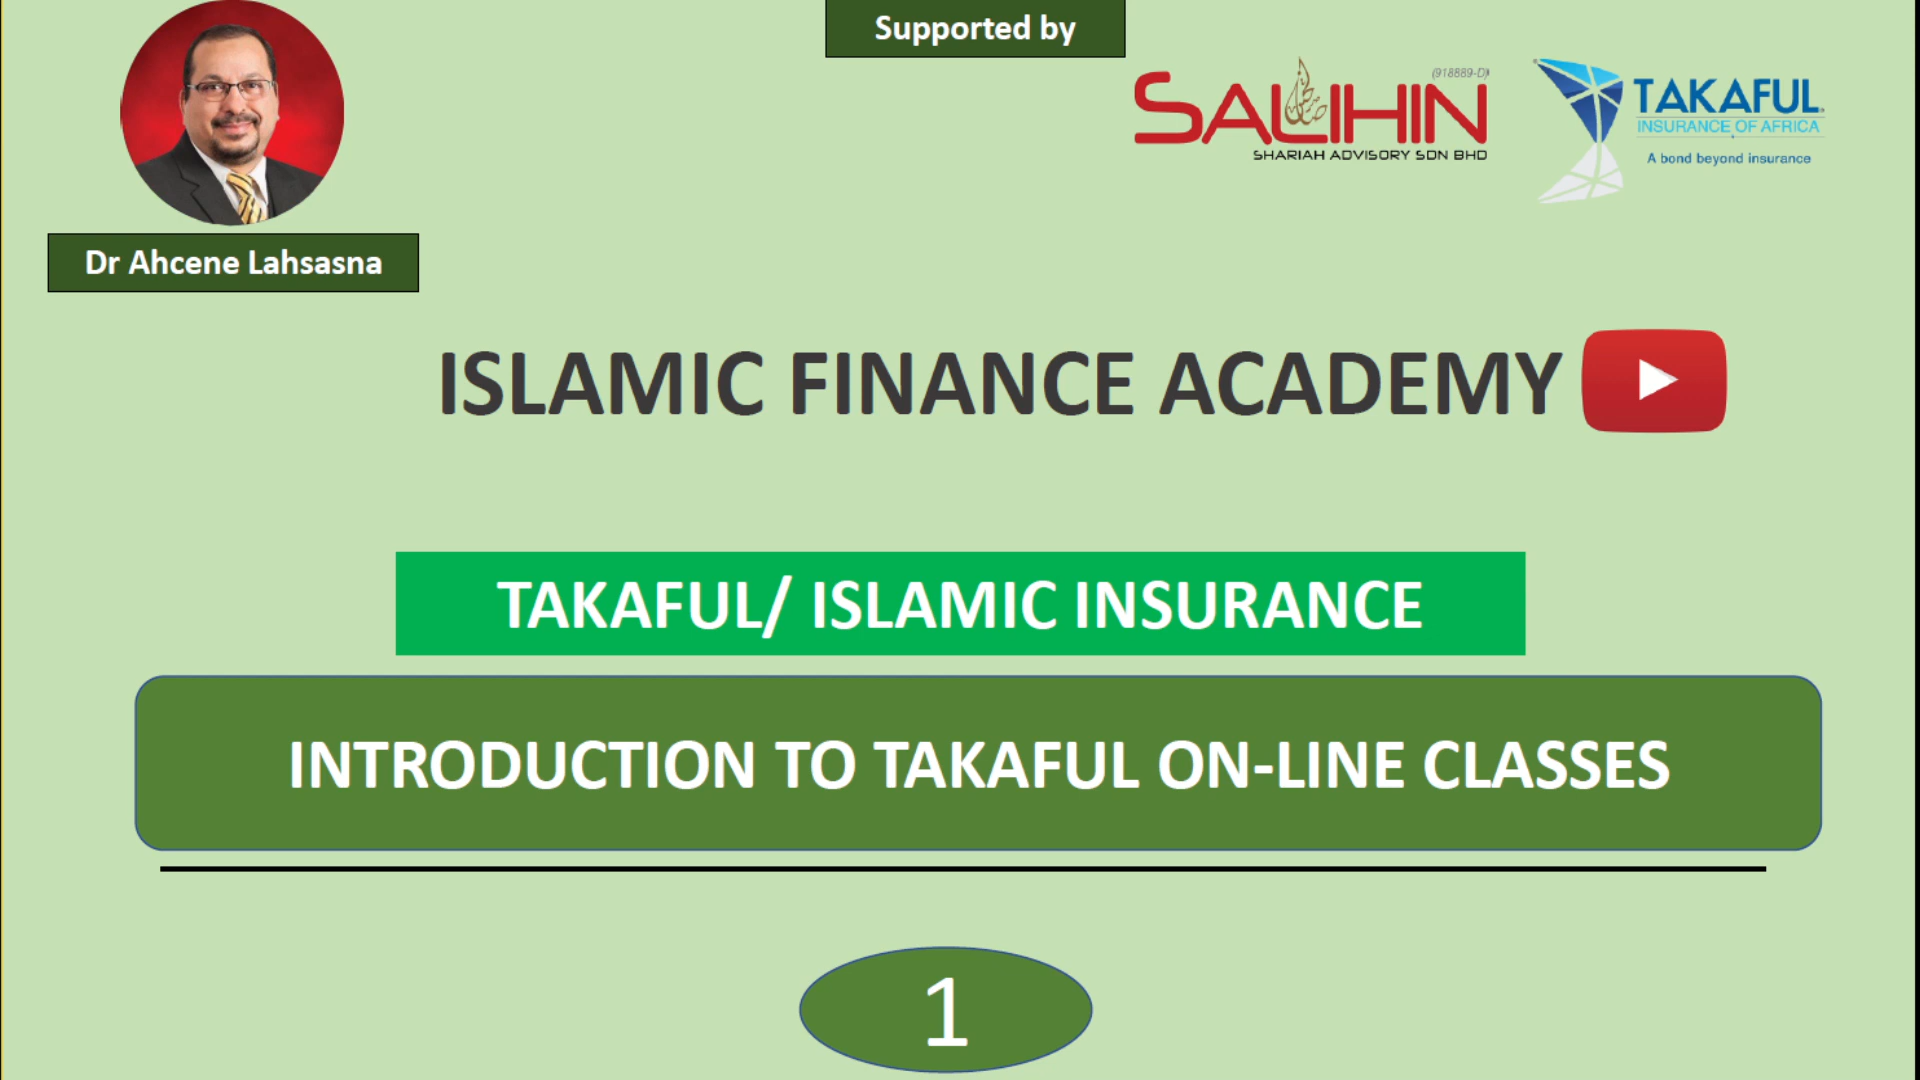 Supported by
(918889-D)
SALIHIN
SHARIAH ADVISORY SDN BHD
TAKAFUL
INSURANCE OF AFRICA
A bond beyond insurance
Dr Ahcene Lahsasna
ISLAMIC FINANCE ACADEMY
TAKAFUL/ ISLAMIC INSURANCE
INTRODUCTION TO TAKAFUL ON-LINE CLASSES
1